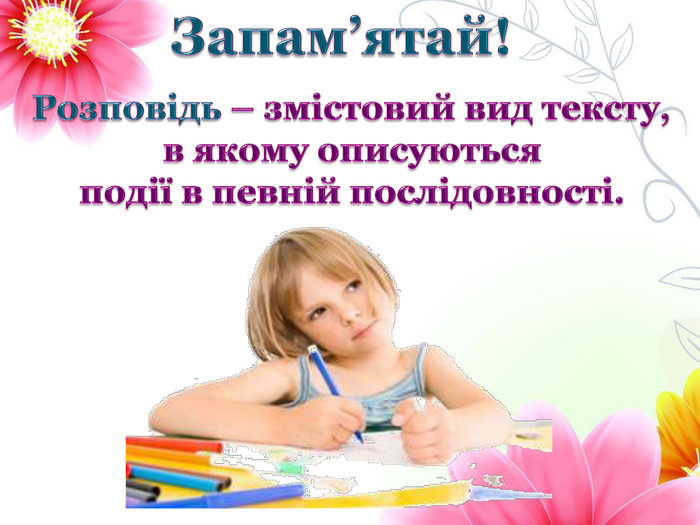 Запам’ятай!
Розповідь – змістовий вид тексту,
в якому описуються
події в певній послідовності.